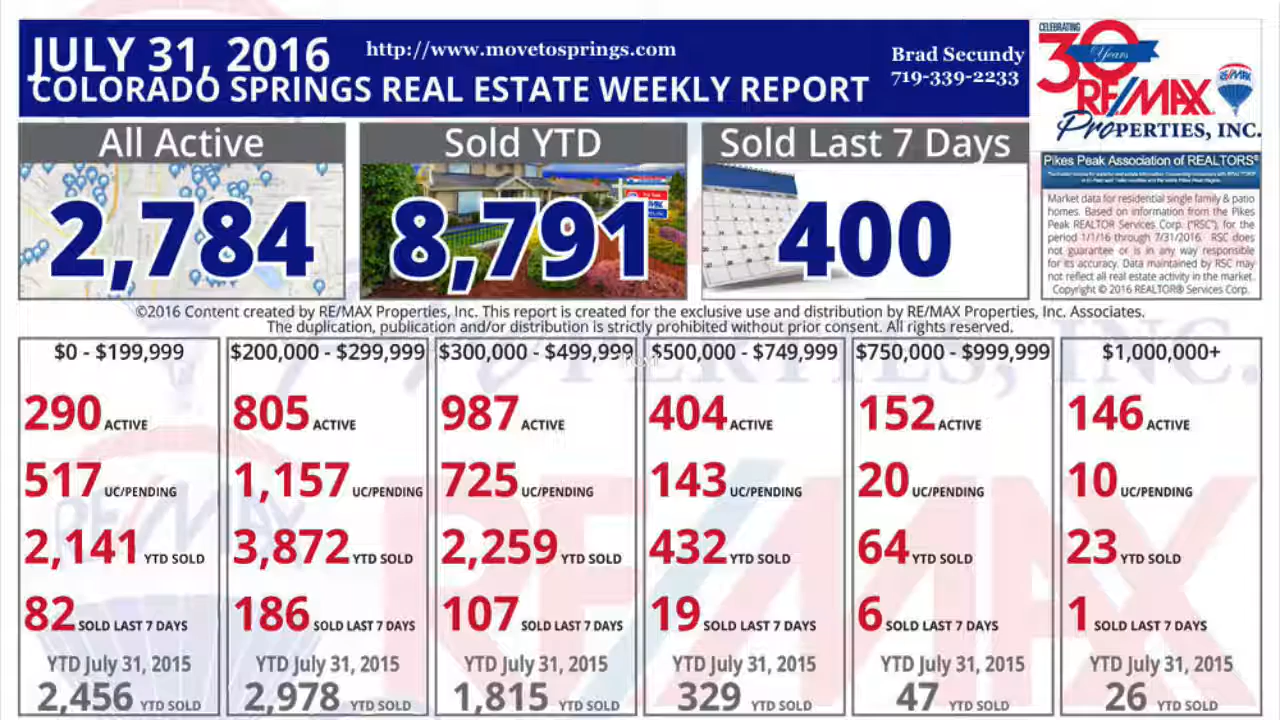 JULY 31, 2016
http://www.movetosprings.com
Brad Secundy
719-339-2233
COLORADO SPRINGS REAL ESTATE WEEKLY REPORT
CELEBRATING
30
Years
RE/MAX
RE/MAX
PROPERTIES, INC.
All Active
Sold YTD
Sold Last 7 Days
2,784
8,791
400
Pikes Peak Association of REALTORS®
Market data for residential single family & patio
homes. Based on information from the Pikes
Peak REALTOR Services Corp. ("RSC"), for the
period 1/1/16 through 7/31/2016. RSC does
not guarantee or is in any way responsible
for its accuracy. Data maintained by RSC may
not reflect all real estate activity in the market.
Copyright © 2016 REALTOR® Services Corp.
©2016 Content created by RE/MAX Properties, Inc. This report is created for the exclusive use and distribution by RE/MAX Properties, Inc. Associates.
The duplication, publication and/or distribution is strictly prohibited without prior consent. All rights reserved.
$0 - $199,999
290 ACTIVE
517 UC/PENDING
2,141 YTD SOLD
82 SOLD LAST 7 DAYS
YTD July 31, 2015
2,456 YTD SOLD
$200,000 - $299,999
805 ACTIVE
1,157 UC/PENDING
3,872 YTD SOLD
186 SOLD LAST 7 DAYS
YTD July 31, 2015
2,978 YTD SOLD
$300,000 - $499,999
987 ACTIVE
725 UC/PENDING
2,259 YTD SOLD
107 SOLD LAST 7 DAYS
YTD July 31, 2015
1,815 YTD SOLD
$500,000 - $749,999
404 ACTIVE
143 UC/PENDING
432 YTD SOLD
19 SOLD LAST 7 DAYS
YTD July 31, 2015
329 YTD SOLD
$750,000 - $999,999
152 ACTIVE
20 UC/PENDING
64 YTD SOLD
6 SOLD LAST 7 DAYS
YTD July 31, 2015
47 YTD SOLD
$1,000,000+
146 ACTIVE
10 UC/PENDING
23 YTD SOLD
1 SOLD LAST 7 DAYS
YTD July 31, 2015
26 YTD SOLD